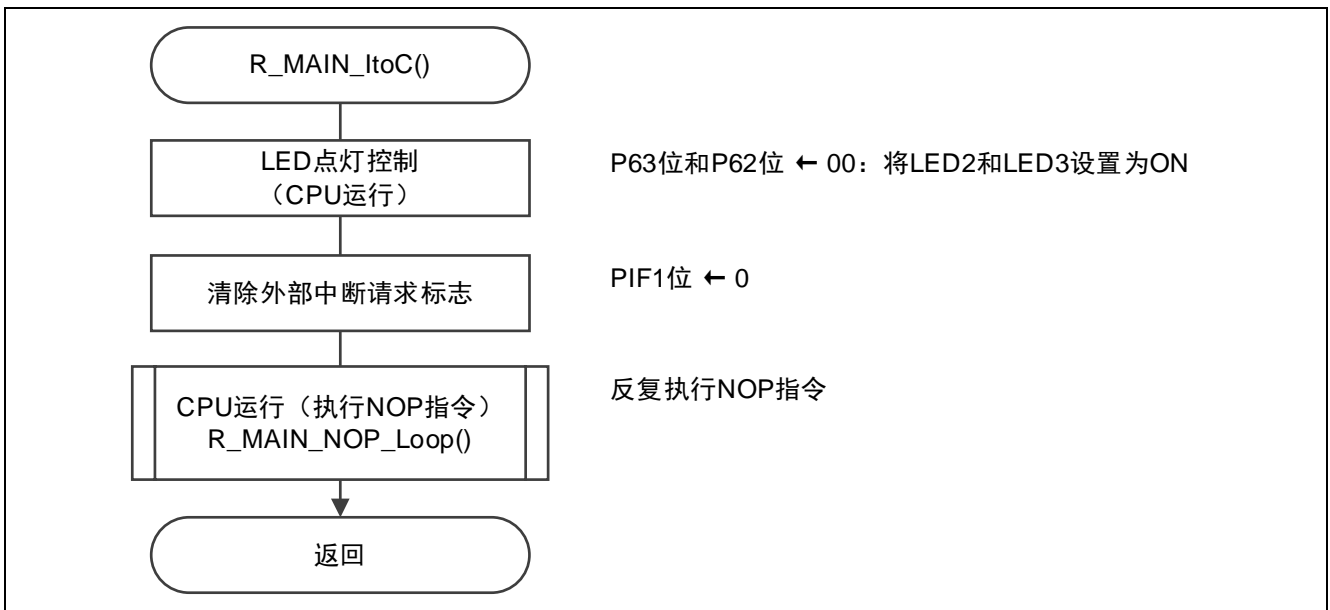 R_MAIN_ItoC()
LED点灯控制
（CPU运行）
P63位和P62位 ← 00：将LED2和LED3设置为ON
清除外部中断请求标志
PIF1位 ← 0
CPU运行（执行NOP指令）
R_MAIN_NOP_Loop()
反复执行NOP指令
返回